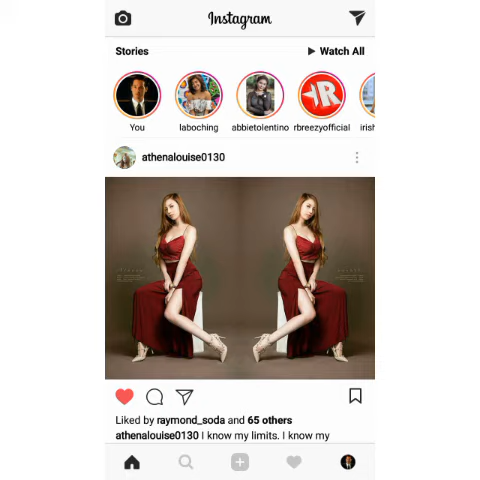 Instagram
Stories
Watch All
You
laboching
abbietolentino
rbreezyofficial
irish
athenalouise0130
Liked by raymond_soda and 65 others
athenalouise0130 I know my limits. I know my